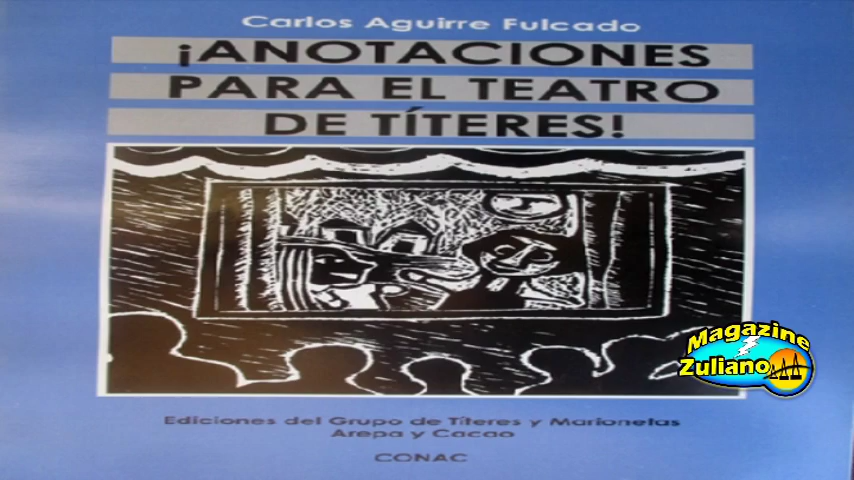 Carlos Aguirre Fulcado
¡ANOTACIONES
PARA EL TEATRO
DE TÍTERES!
Magazine
Zuliano
Ediciones del Grupo de Títeres y Marionetas
Arepa y Cacao
CONAC